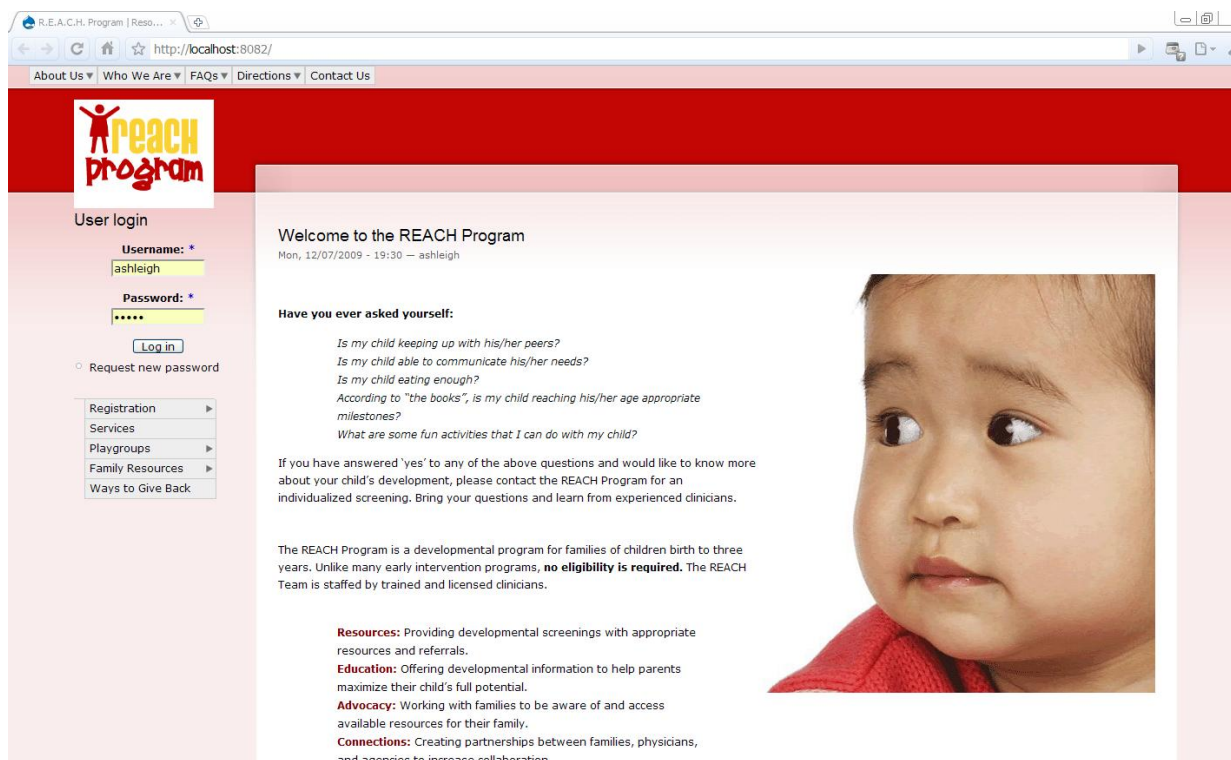 R.E.A.C.H. Program | Reso...
http://localhost:8082/
About Us Who We Are FAQs Directions Contact Us
reach
program
User login
Username: *
ashleigh
Password: *
•••••
Log in
Request new password
Registration
Services
Playgroups
Family Resources
Ways to Give Back
Welcome to the REACH Program
Mon, 12/07/2009 - 19:30 — ashleigh
Have you ever asked yourself:
Is my child keeping up with his/her peers?
Is my child able to communicate his/her needs?
Is my child eating enough?
According to "the books", is my child reaching his/her age appropriate
milestones?
What are some fun activities that I can do with my child?
If you have answered 'yes' to any of the above questions and would like to know more
about your child's development, please contact the REACH Program for an
individualized screening. Bring your questions and learn from experienced clinicians.
The REACH Program is a developmental program for families of children birth to three
years. Unlike many early intervention programs, no eligibility is required. The REACH
Team is staffed by trained and licensed clinicians.
Resources: Providing developmental screenings with appropriate
resources and referrals.
Education: Offering developmental information to help parents
maximize their child's full potential.
Advocacy: Working with families to be aware of and access
available resources for their family.
Connections: Creating partnerships between families, physicians,
and agencies to increase collaboration